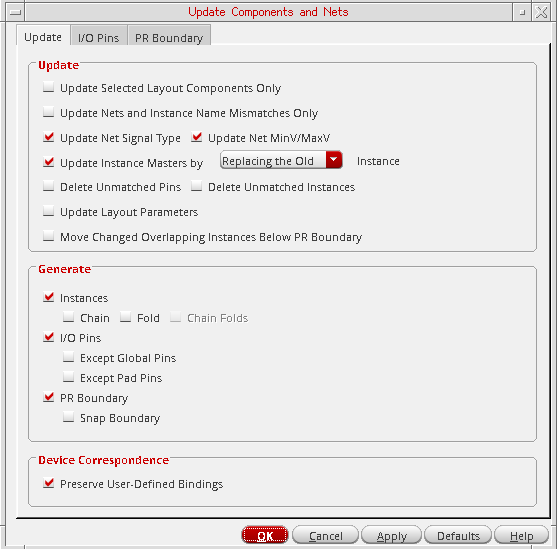 Update Components and Nets
Update I/O Pins PR Boundary
Update
Update Selected Layout Components Only
Update Nets and Instance Name Mismatches Only
Update Net Signal Type Update Net MinV/MaxV
Update Instance Masters by Replacing the Old Instance
Delete Unmatched Pins Delete Unmatched Instances
Update Layout Parameters
Move Changed Overlapping Instances Below PR Boundary
Generate
Instances
Chain Fold Chain Folds
I/O Pins
Except Global Pins
Except Pad Pins
PR Boundary
Snap Boundary
Device Correspondence
Preserve User-Defined Bindings
OK Cancel Apply Defaults Help